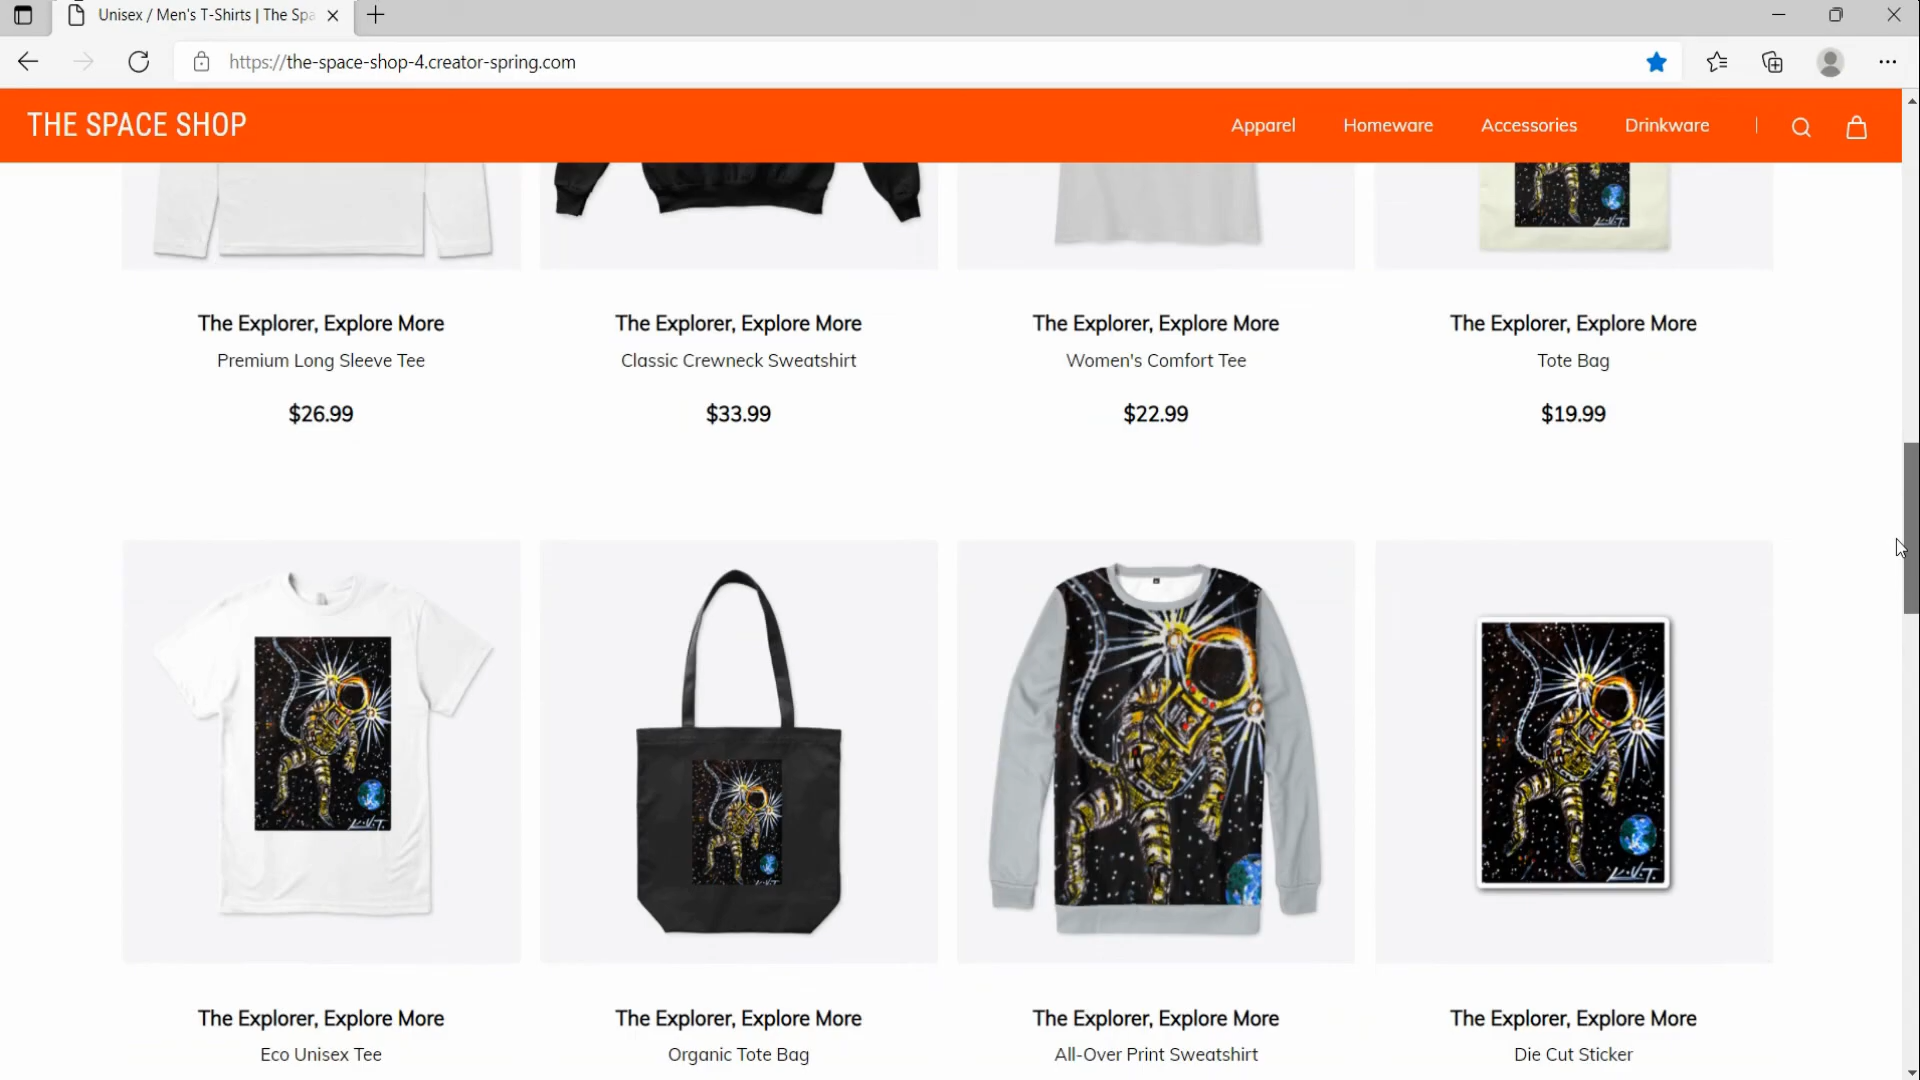 Unisex / Men's T-Shirts | The Spa
https://the-space-shop-4.creator-spring.com
THE SPACE SHOP
Apparel
Homeware
Accessories
Drinkware
The Explorer, Explore More
Premium Long Sleeve Tee
$26.99
The Explorer, Explore More
Classic Crewneck Sweatshirt
$33.99
The Explorer, Explore More
Women's Comfort Tee
$22.99
The Explorer, Explore More
Tote Bag
$19.99
The Explorer, Explore More
Eco Unisex Tee
The Explorer, Explore More
Organic Tote Bag
The Explorer, Explore More
All-Over Print Sweatshirt
The Explorer, Explore More
Die Cut Sticker